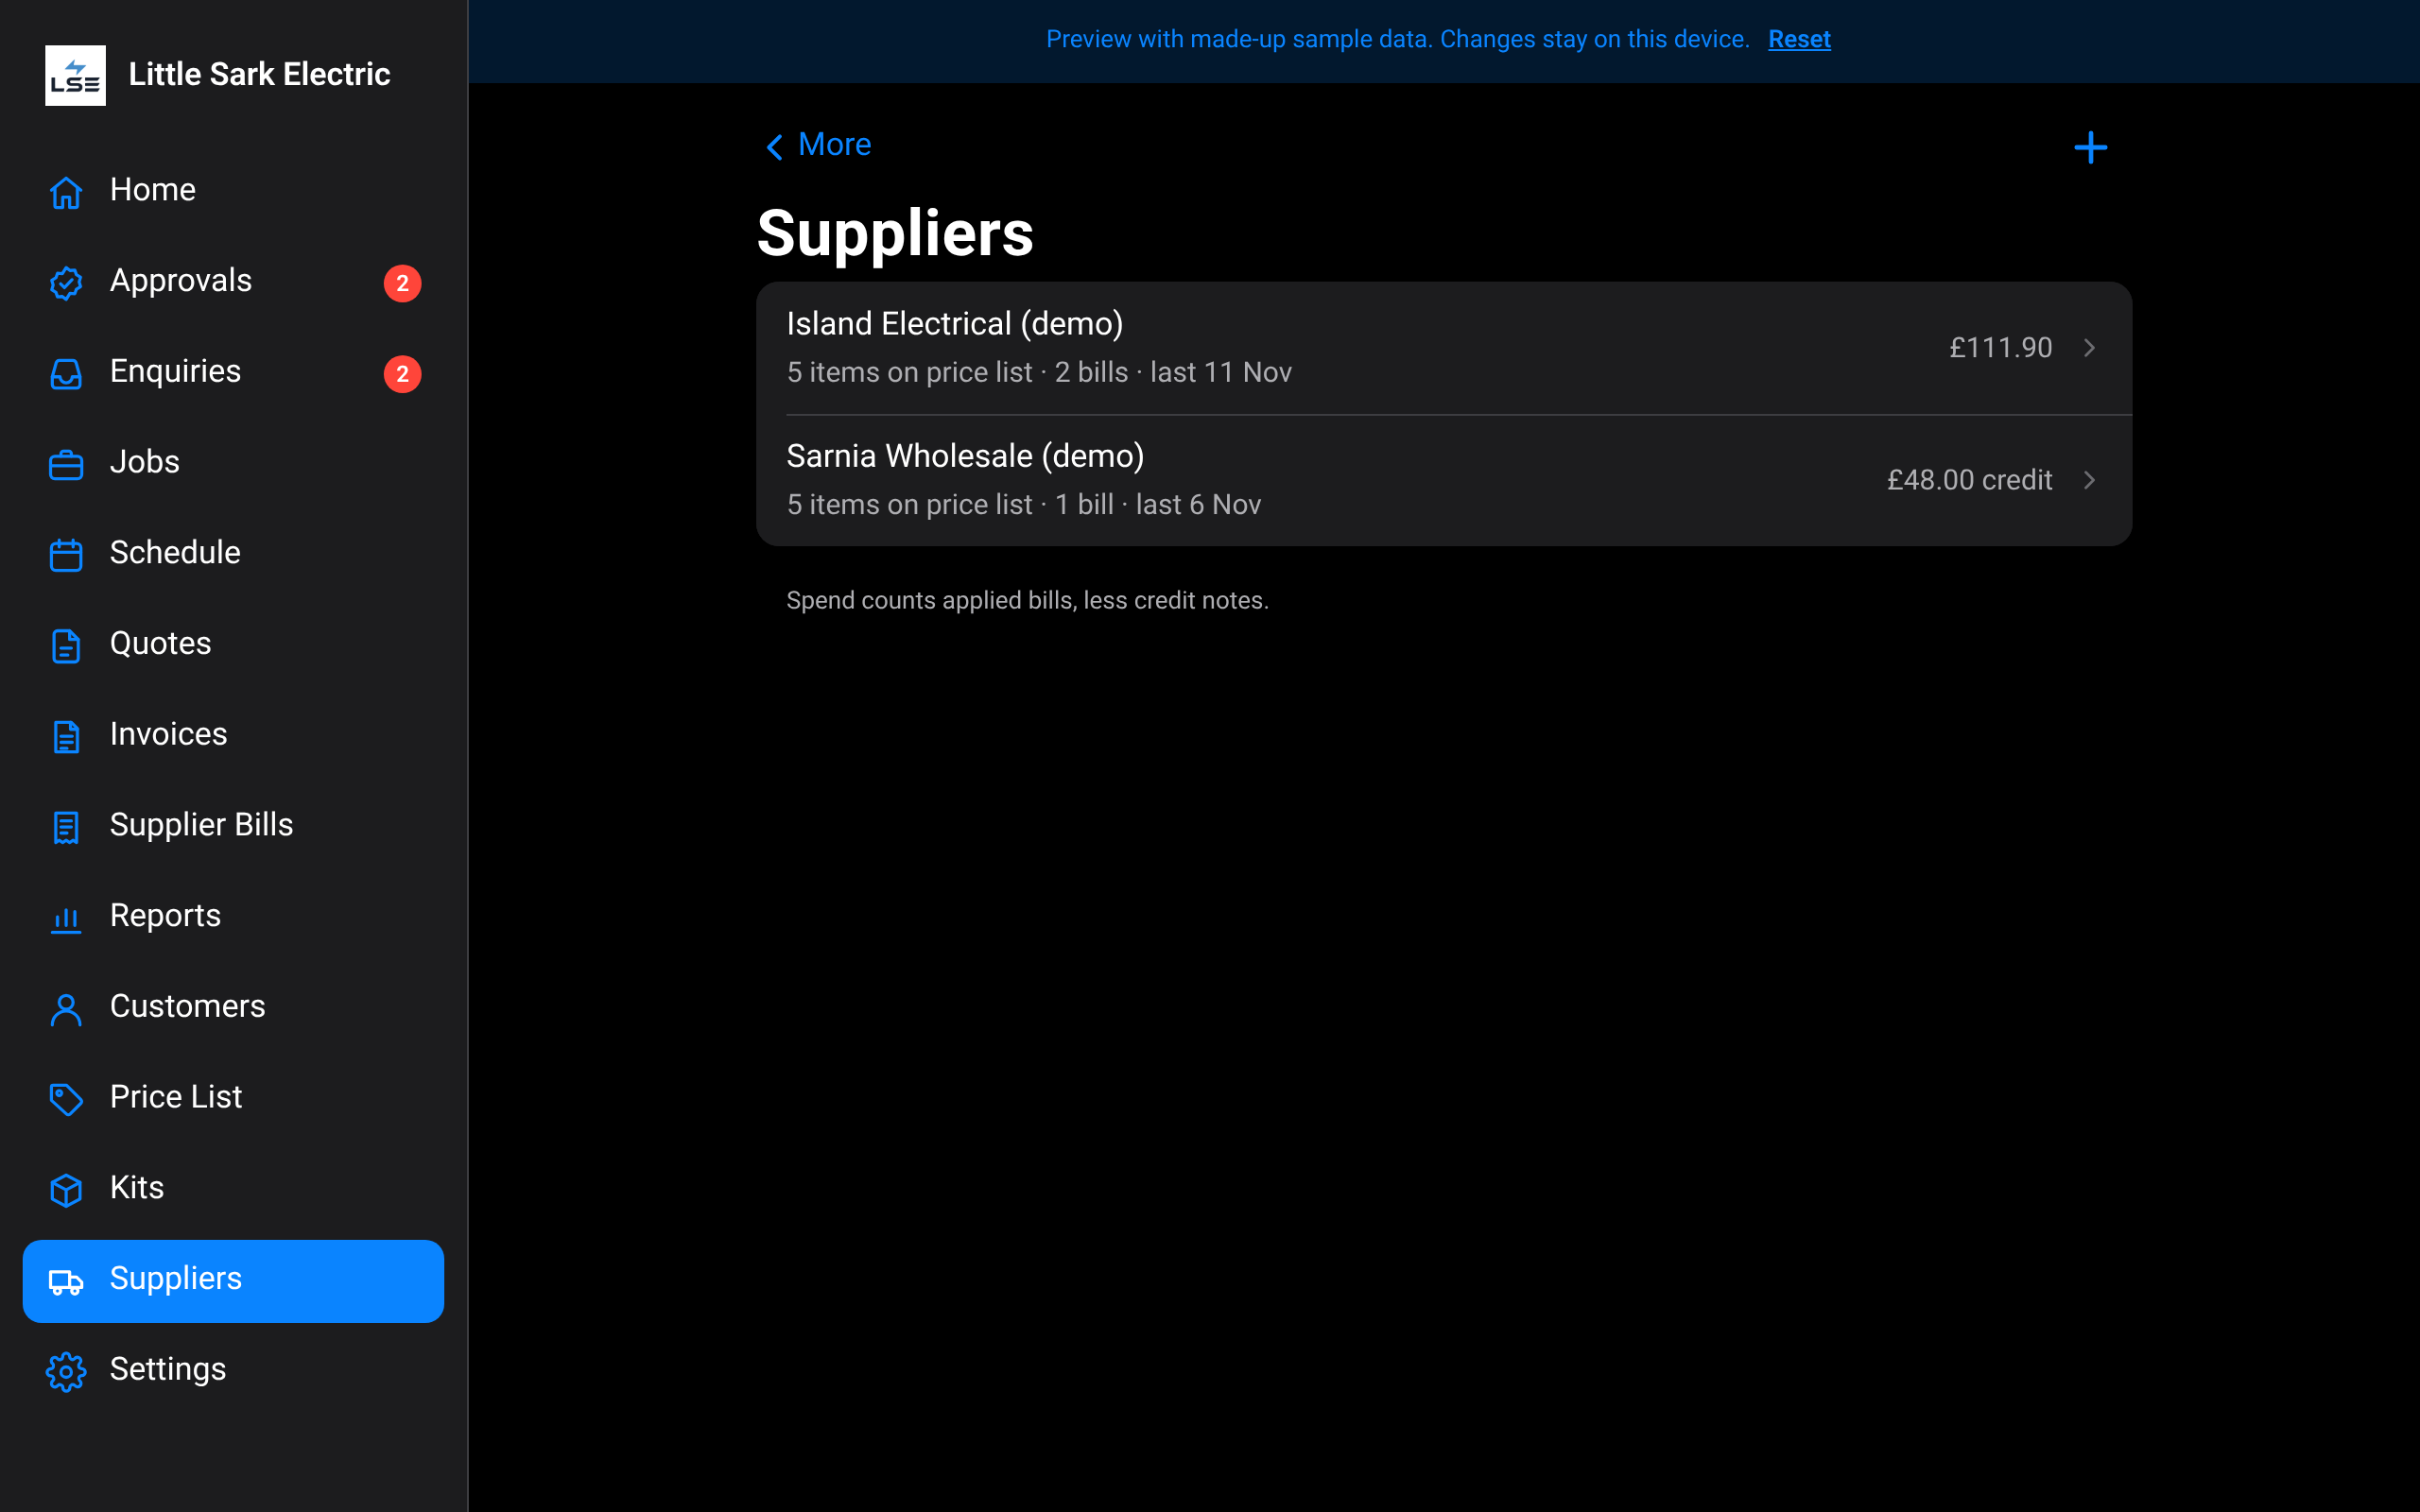 LSE
Little Sark Electric
Home
Approvals 2
Enquiries 2
Jobs
Schedule
Quotes
Invoices
Supplier Bills
Reports
Customers
Price List
Kits
Suppliers
Settings
Preview with made-up sample data. Changes stay on this device. Reset
More
Suppliers
Island Electrical (demo)
5 items on price list · 2 bills · last 11 Nov
£111.90
Sarnia Wholesale (demo)
5 items on price list · 1 bill · last 6 Nov
£48.00 credit
Spend counts applied bills, less credit notes.